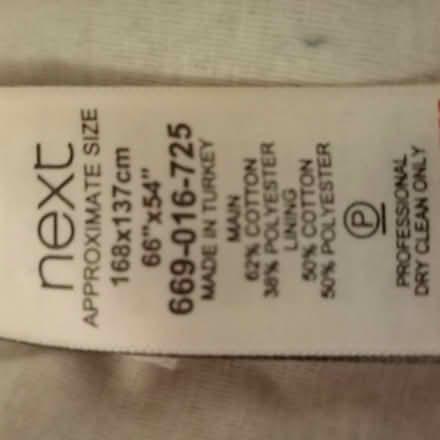 next
APPROXIMATE SIZE
168x137cm
66"x54"
669-016-725
MADE IN TURKEY
MAIN
62% COTTON
38% POLYESTER
LINING
50% COTTON
50% POLYESTER
P
PROFESSIONAL
DRY CLEAN ONLY